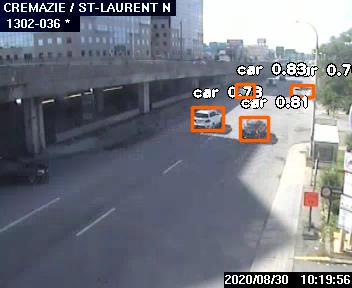 CREMAZIE / ST-LAURENT N
1302-036 *
car 0.83
car 0.78
car 0.81
2020/08/30 10:19:56